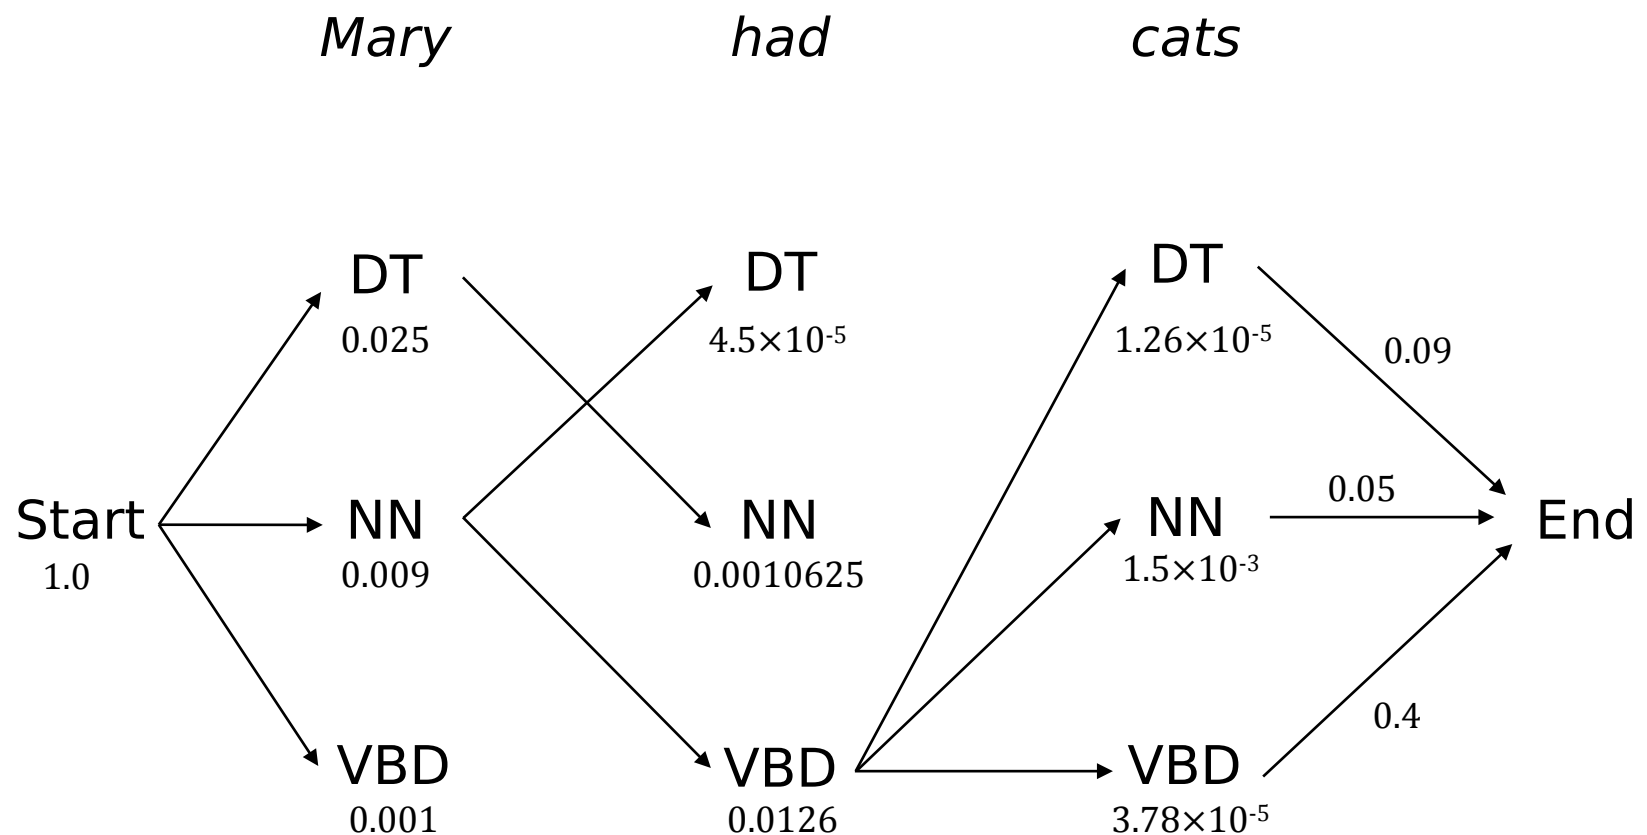 Mary had cats
DT DT DT
0.025 4.5×10⁻⁵ 1.26×10⁻⁵ 0.09
0.05
Start NN NN NN End
1.0 0.009 0.0010625 1.5×10⁻³
0.4
VBD VBD VBD
0.001 0.0126 3.78×10⁻⁵